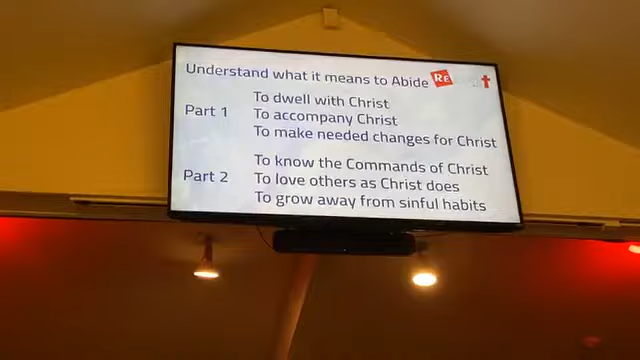 Understand what it means to Abide
RE
Part 1
To dwell with Christ
To accompany Christ
To make needed changes for Christ
Part 2
To know the Commands of Christ
To love others as Christ does
To grow away from sinful habits